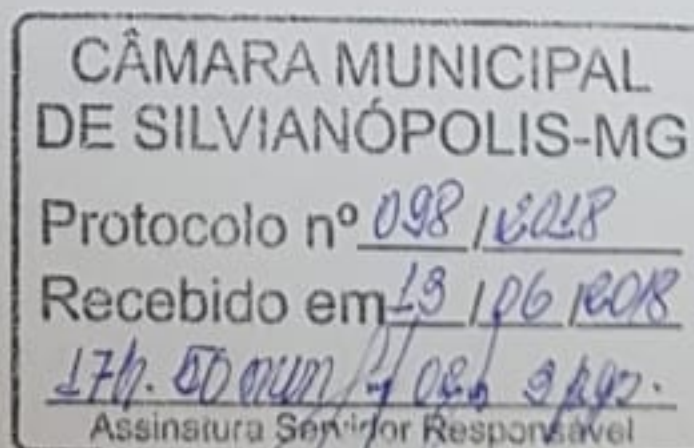 CÂMARA MUNICIPAL
DE SILVIANÓPOLIS-MG
Protocolo nº 098 / 2018
Recebido em 13 / 06 / 2018
17h. 50 min
Assinatura Servidor Responsável